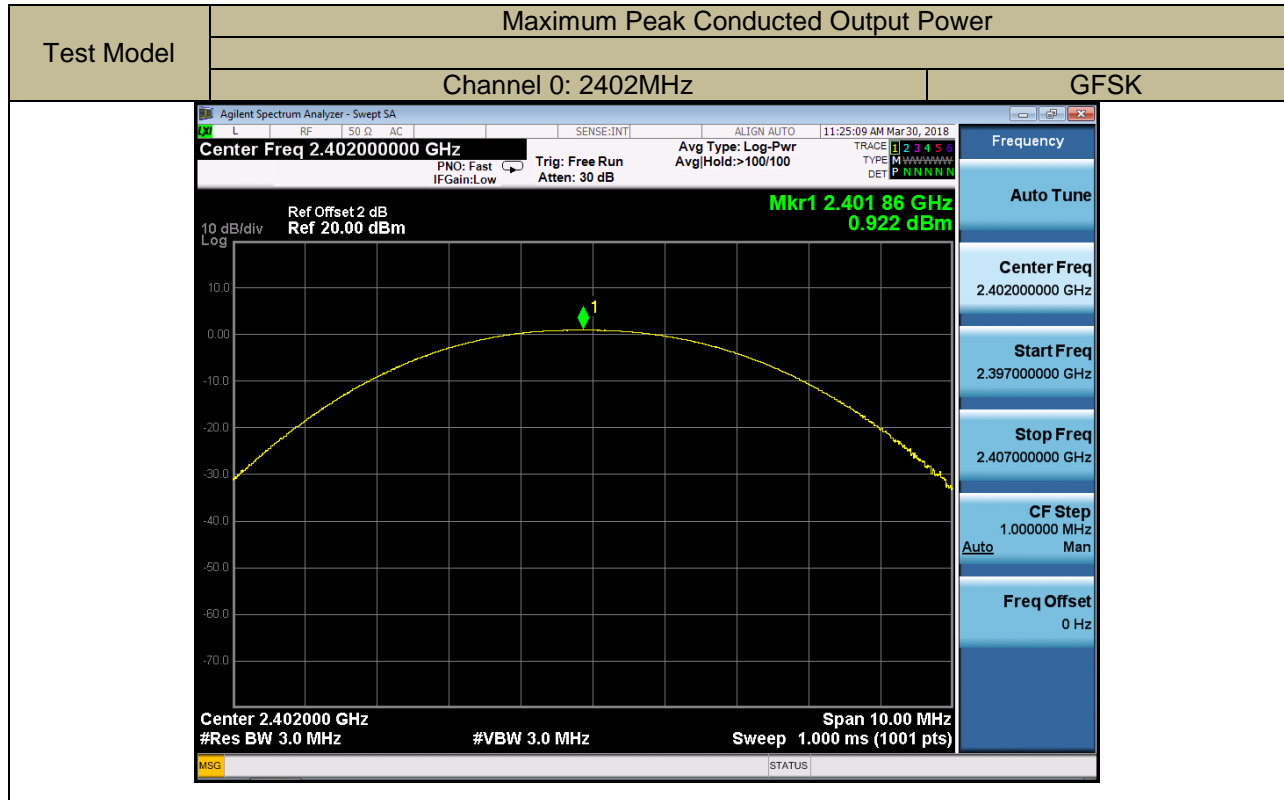 Test Model
Maximum Peak Conducted Output Power
Channel 0: 2402MHz GFSK
Agilent Spectrum Analyzer - Swept SA
LXI L RF 50 Ω AC SENSE:INT ALIGN AUTO 11:25:09 AM Mar 30, 2018
Center Freq 2.402000000 GHz
PNO: Fast
IFGain:Low
Trig: Free Run
Atten: 30 dB
Avg Type: Log-Pwr
Avg|Hold:>100/100
TRACE 1 2 3 4 5 6
TYPE M WWWWW
DET P N N N N N
Mkr1 2.401 86 GHz
0.922 dBm
Ref Offset 2 dB
10 dB/div Ref 20.00 dBm
Log
10.0
0.00
-10.0
-20.0
-30.0
-40.0
-50.0
-60.0
-70.0
1
Center 2.402000 GHz Span 10.00 MHz
#Res BW 3.0 MHz #VBW 3.0 MHz Sweep 1.000 ms (1001 pts)
MSG STATUS
Frequency
Auto Tune
Center Freq
2.402000000 GHz
Start Freq
2.397000000 GHz
Stop Freq
2.407000000 GHz
CF Step
1.000000 MHz
Auto Man
Freq Offset
0 Hz